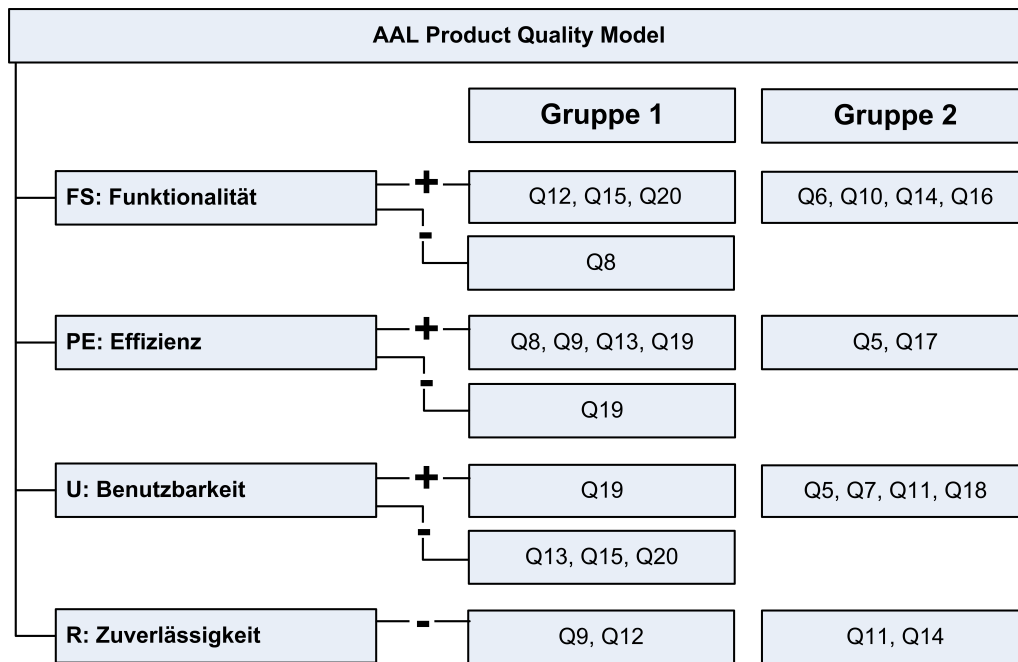 AAL Product Quality Model
Gruppe 1
Gruppe 2
FS: Funktionalität
+
Q12, Q15, Q20
Q6, Q10, Q14, Q16
-
Q8
PE: Effizienz
+
Q8, Q9, Q13, Q19
Q5, Q17
-
Q19
U: Benutzbarkeit
+
Q19
Q5, Q7, Q11, Q18
-
Q13, Q15, Q20
R: Zuverlässigkeit
-
Q9, Q12
Q11, Q14